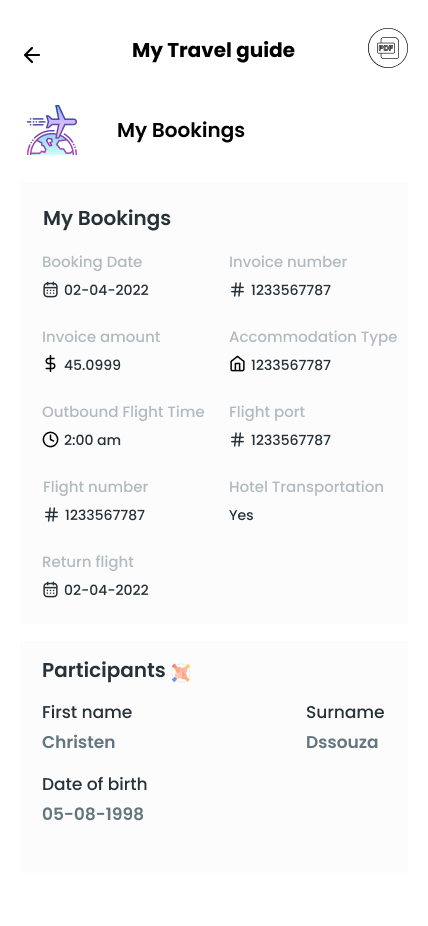 My Travel guide
PDF
My Bookings
My Bookings
Booking Date
Invoice number
02-04-2022
# 1233567787
Invoice amount
Accommodation Type
$ 45.0999
1233567787
Outbound Flight Time
Flight port
2:00 am
# 1233567787
Flight number
Hotel Transportation
# 1233567787
Yes
Return flight
02-04-2022
Participants
First name
Surname
Christen
Dssouza
Date of birth
05-08-1998